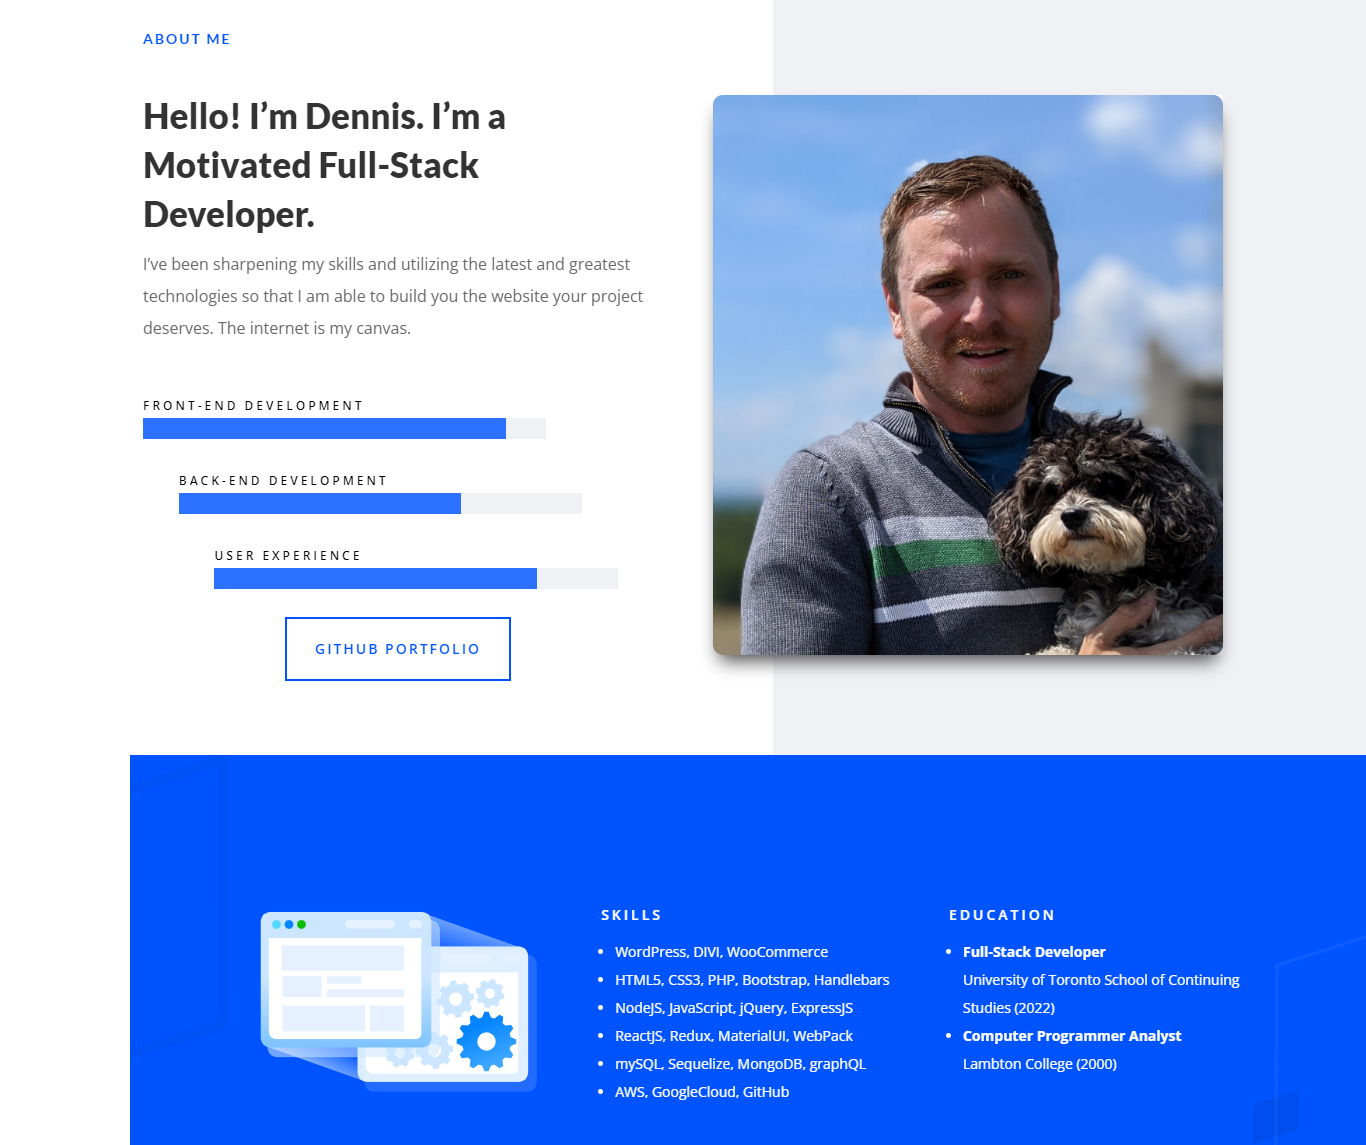 ABOUT ME
Hello! I’m Dennis. I’m a
Motivated Full-Stack
Developer.
I’ve been sharpening my skills and utilizing the latest and greatest
technologies so that I am able to build you the website your project
deserves. The internet is my canvas.
FRONT-END DEVELOPMENT
BACK-END DEVELOPMENT
USER EXPERIENCE
GITHUB PORTFOLIO
SKILLS
• WordPress, DIVI, WooCommerce
• HTML5, CSS3, PHP, Bootstrap, Handlebars
• NodeJS, JavaScript, jQuery, ExpressJS
• ReactJS, Redux, MaterialUI, WebPack
• mySQL, Sequelize, MongoDB, graphQL
• AWS, GoogleCloud, GitHub
EDUCATION
• Full-Stack Developer
University of Toronto School of Continuing
Studies (2022)
• Computer Programmer Analyst
Lambton College (2000)